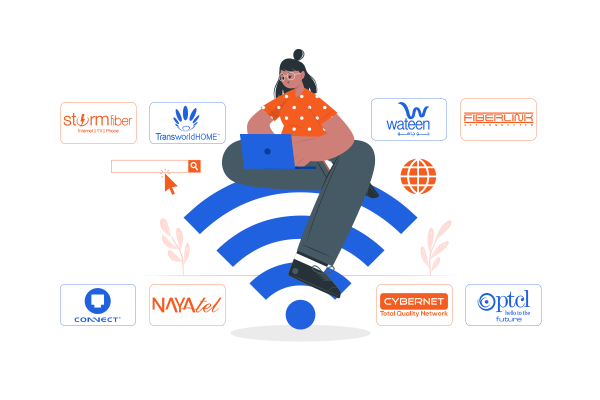 stormfiber
Internet | TV | Phone
TransworldHOME
wateen
FIBERLINK
CONNECT
NAYAtel
CYBERNET
Total Quality Network
ptcl
hello to the
future